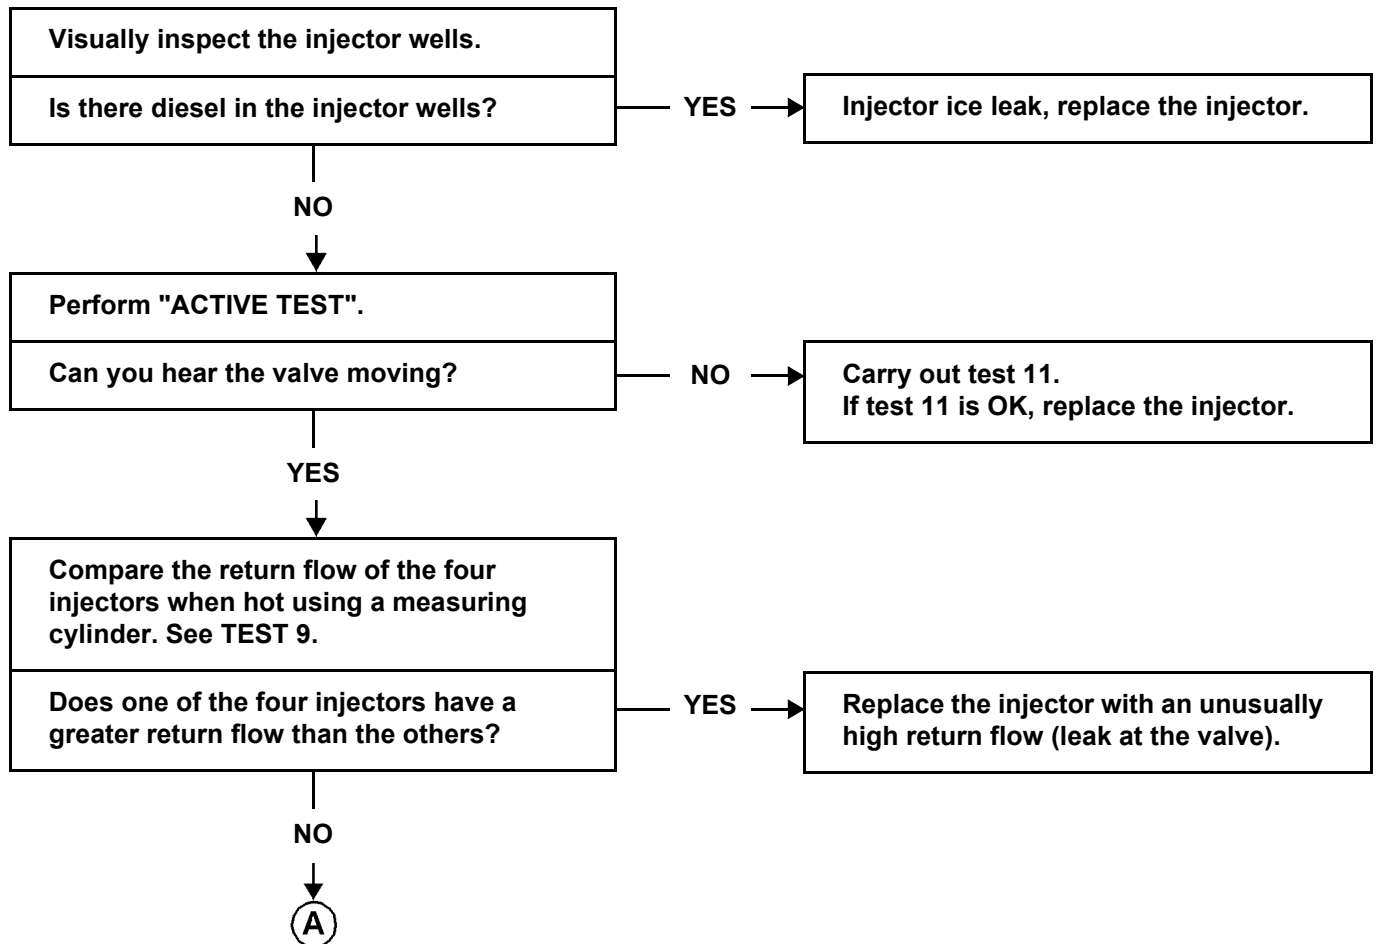 Visually inspect the injector wells.
Is there diesel in the injector wells?
YES
Injector ice leak, replace the injector.
NO
Perform "ACTIVE TEST".
Can you hear the valve moving?
NO
Carry out test 11.
If test 11 is OK, replace the injector.
YES
Compare the return flow of the four
injectors when hot using a measuring
cylinder. See TEST 9.
Does one of the four injectors have a
greater return flow than the others?
YES
Replace the injector with an unusually
high return flow (leak at the valve).
NO
A